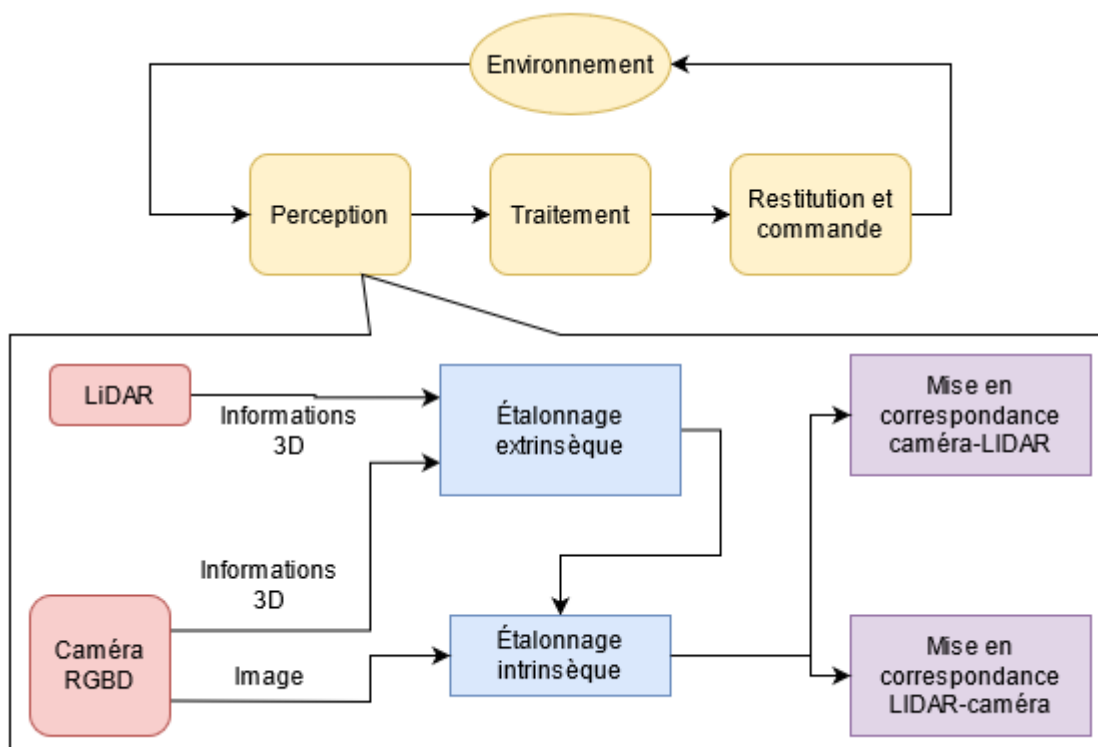 Environnement
Perception
Traitement
Restitution et
commande
LiDAR
Informations
3D
Étalonnage
extrinsèque
Mise en
correspondance
caméra-LIDAR
Informations
3D
Caméra
RGBD
Image
Étalonnage
intrinsèque
Mise en
correspondance
LIDAR-caméra